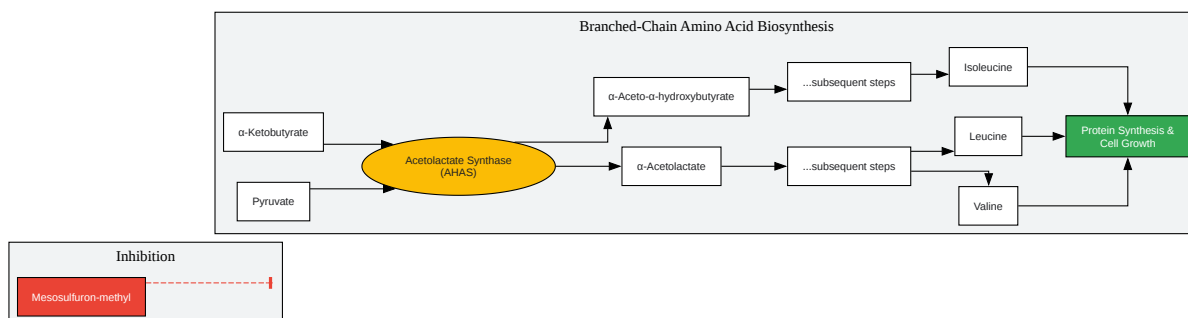 Branched-Chain Amino Acid Biosynthesis
α-Ketobutyrate
Pyruvate
Acetolactate Synthase
(AHAS)
α-Aceto-α-hydroxybutyrate
α-Acetolactate
...subsequent steps
...subsequent steps
Isoleucine
Leucine
Valine
Protein Synthesis &
Cell Growth
Inhibition
Mesosulfuron-methyl